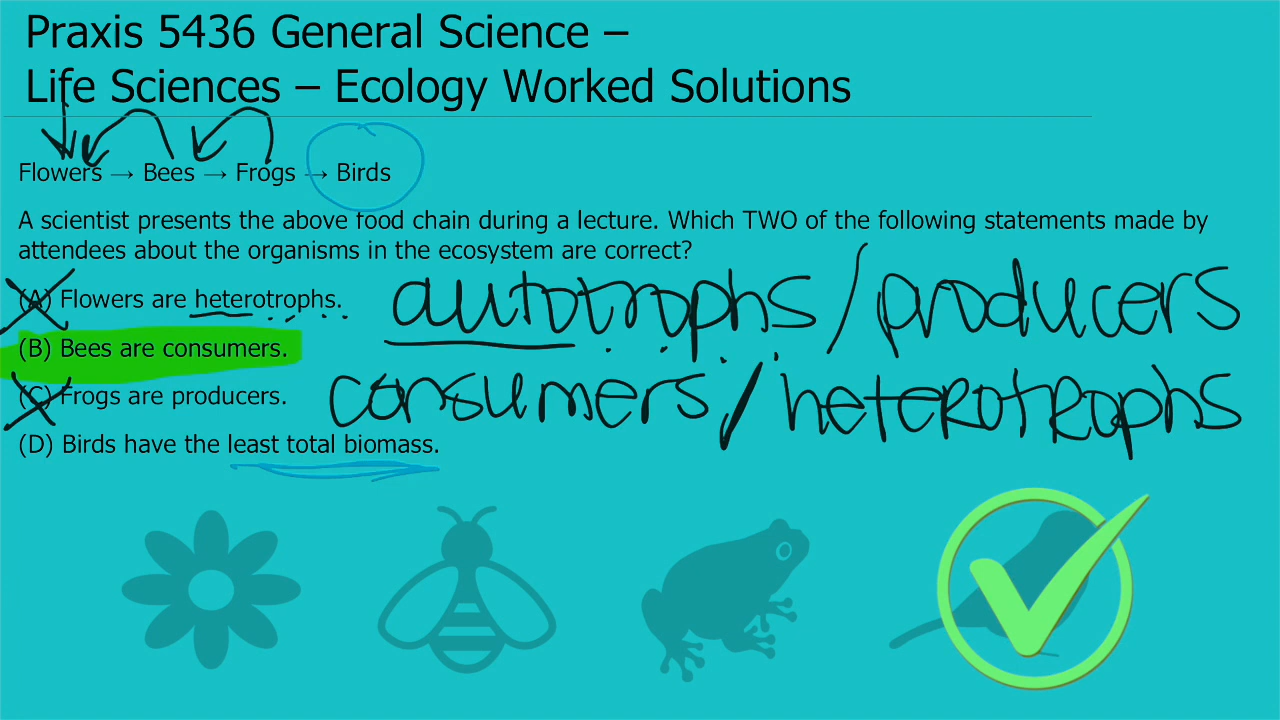 Praxis 5436 General Science –
Life Sciences – Ecology Worked Solutions
Flowers → Bees → Frogs → Birds
A scientist presents the above food chain during a lecture. Which TWO of the following statements made by
attendees about the organisms in the ecosystem are correct?
(A) Flowers are heterotrophs.
autotrophs/producers
(B) Bees are consumers.
(C) Frogs are producers.
consumers/heterotrophs
(D) Birds have the least total biomass.